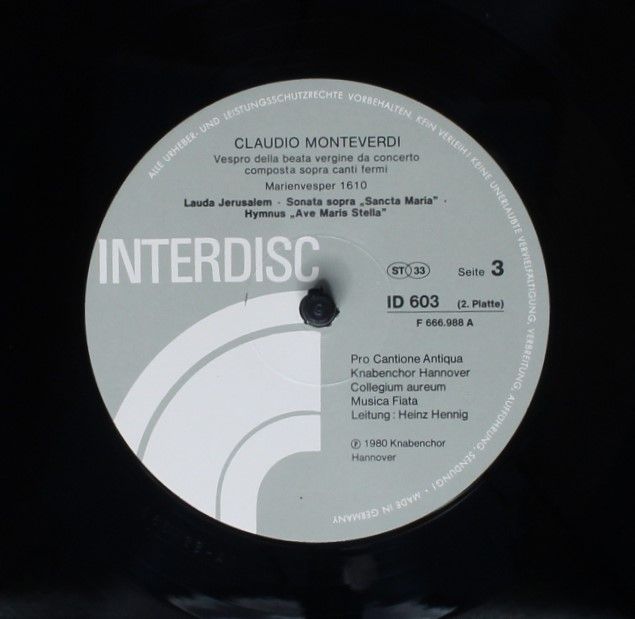 ALLE URHEBER- UND LEISTUNGSSCHUTZRECHTE VORBEHALTEN. KEIN VERLEIH! KEINE UNERLAUBTE VERVIELFÄLTIGUNG, VERBREITUNG, AUFFÜHRUNG, SENDUNG! • MADE IN GERMANY
CLAUDIO MONTEVERDI
Vespro della beata vergine da concerto
composta sopra canti fermi
Marienvesper 1610
Lauda Jerusalem · Sonata sopra „Sancta Maria” ·
Hymnus „Ave Maris Stella”
INTERDISC
ST 33 Seite 3
ID 603 (2. Platte)
F 666.988 A
Pro Cantione Antiqua
Knabenchor Hannover
Collegium aureum
Musica Fiata
Leitung: Heinz Hennig
Ⓟ 1980 Knabenchor
Hannover